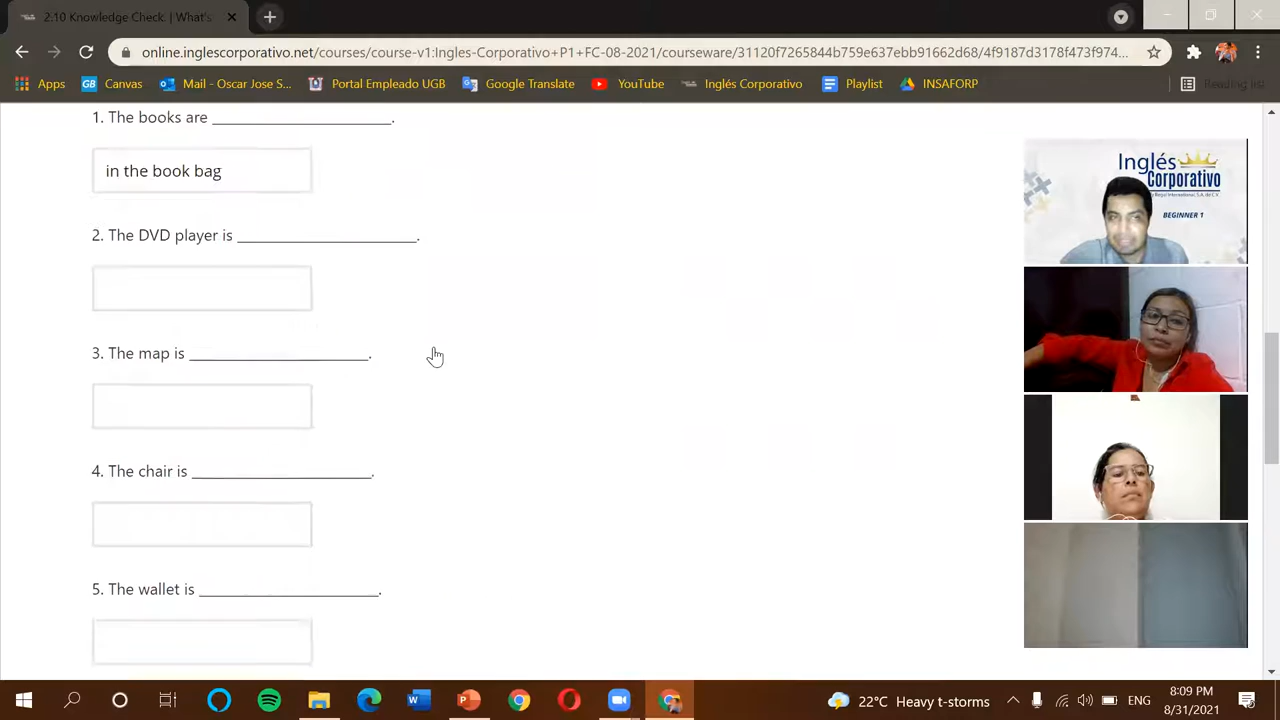 2.10 Knowledge Check | What's
online.inglescorporativo.net/courses/course-v1:Ingles-Corporativo+P1+FC-08-2021/courseware/31120f7265844b759e637ebb91662d68/4f9187d3178f473f974...
Apps Canvas Mail - Oscar Jose S... Portal Empleado UGB Google Translate YouTube Inglés Corporativo Playlist INSAFORP Reading list
1. The books are ____________________.
in the book bag
2. The DVD player is ____________________.
3. The map is ____________________.
4. The chair is ____________________.
5. The wallet is ____________________.
Inglés
Corporativo
BEGINNER 1
22°C Heavy t-storms ENG 8:09 PM
8/31/2021